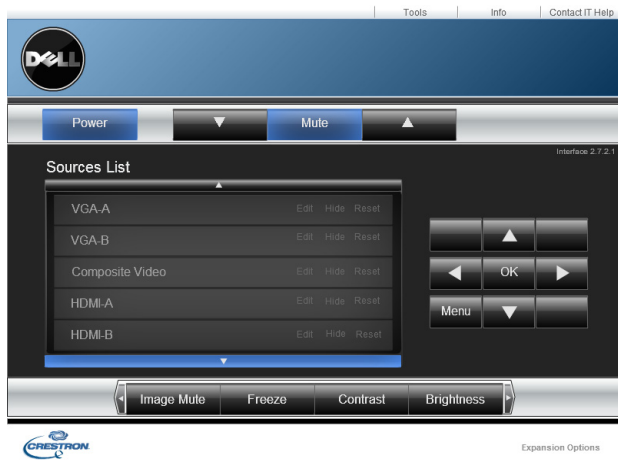 Tools Info Contact IT Help
DELL
Power Mute
Interface 2.7.2.1
Sources List
VGA-A Edit Hide Reset
VGA-B Edit Hide Reset
Composite Video Edit Hide Reset
HDMI-A Edit Hide Reset
HDMI-B Edit Hide Reset
OK
Menu
Image Mute Freeze Contrast Brightness
CRESTRON Expansion Options